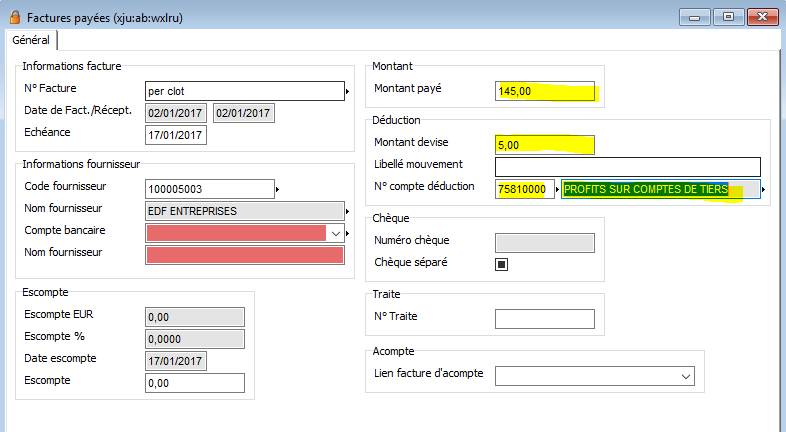 Factures payées (xju:ab:wxlru)
Général
Informations facture
N° Facture per clot
Date de Fact./Récept. 02/01/2017 02/01/2017
Echéance 17/01/2017
Informations fournisseur
Code fournisseur 100005003
Nom fournisseur EDF ENTREPRISES
Compte bancaire
Nom fournisseur
Escompte
Escompte EUR 0,00
Escompte % 0,0000
Date escompte 17/01/2017
Escompte 0,00
Montant
Montant payé 145,00
Déduction
Montant devise 5,00
Libellé mouvement
N° compte déduction 75810000 PROFITS SUR COMPTES DE TIERS
Chèque
Numéro chèque
Chèque séparé
Traite
N° Traite
Acompte
Lien facture d'acompte